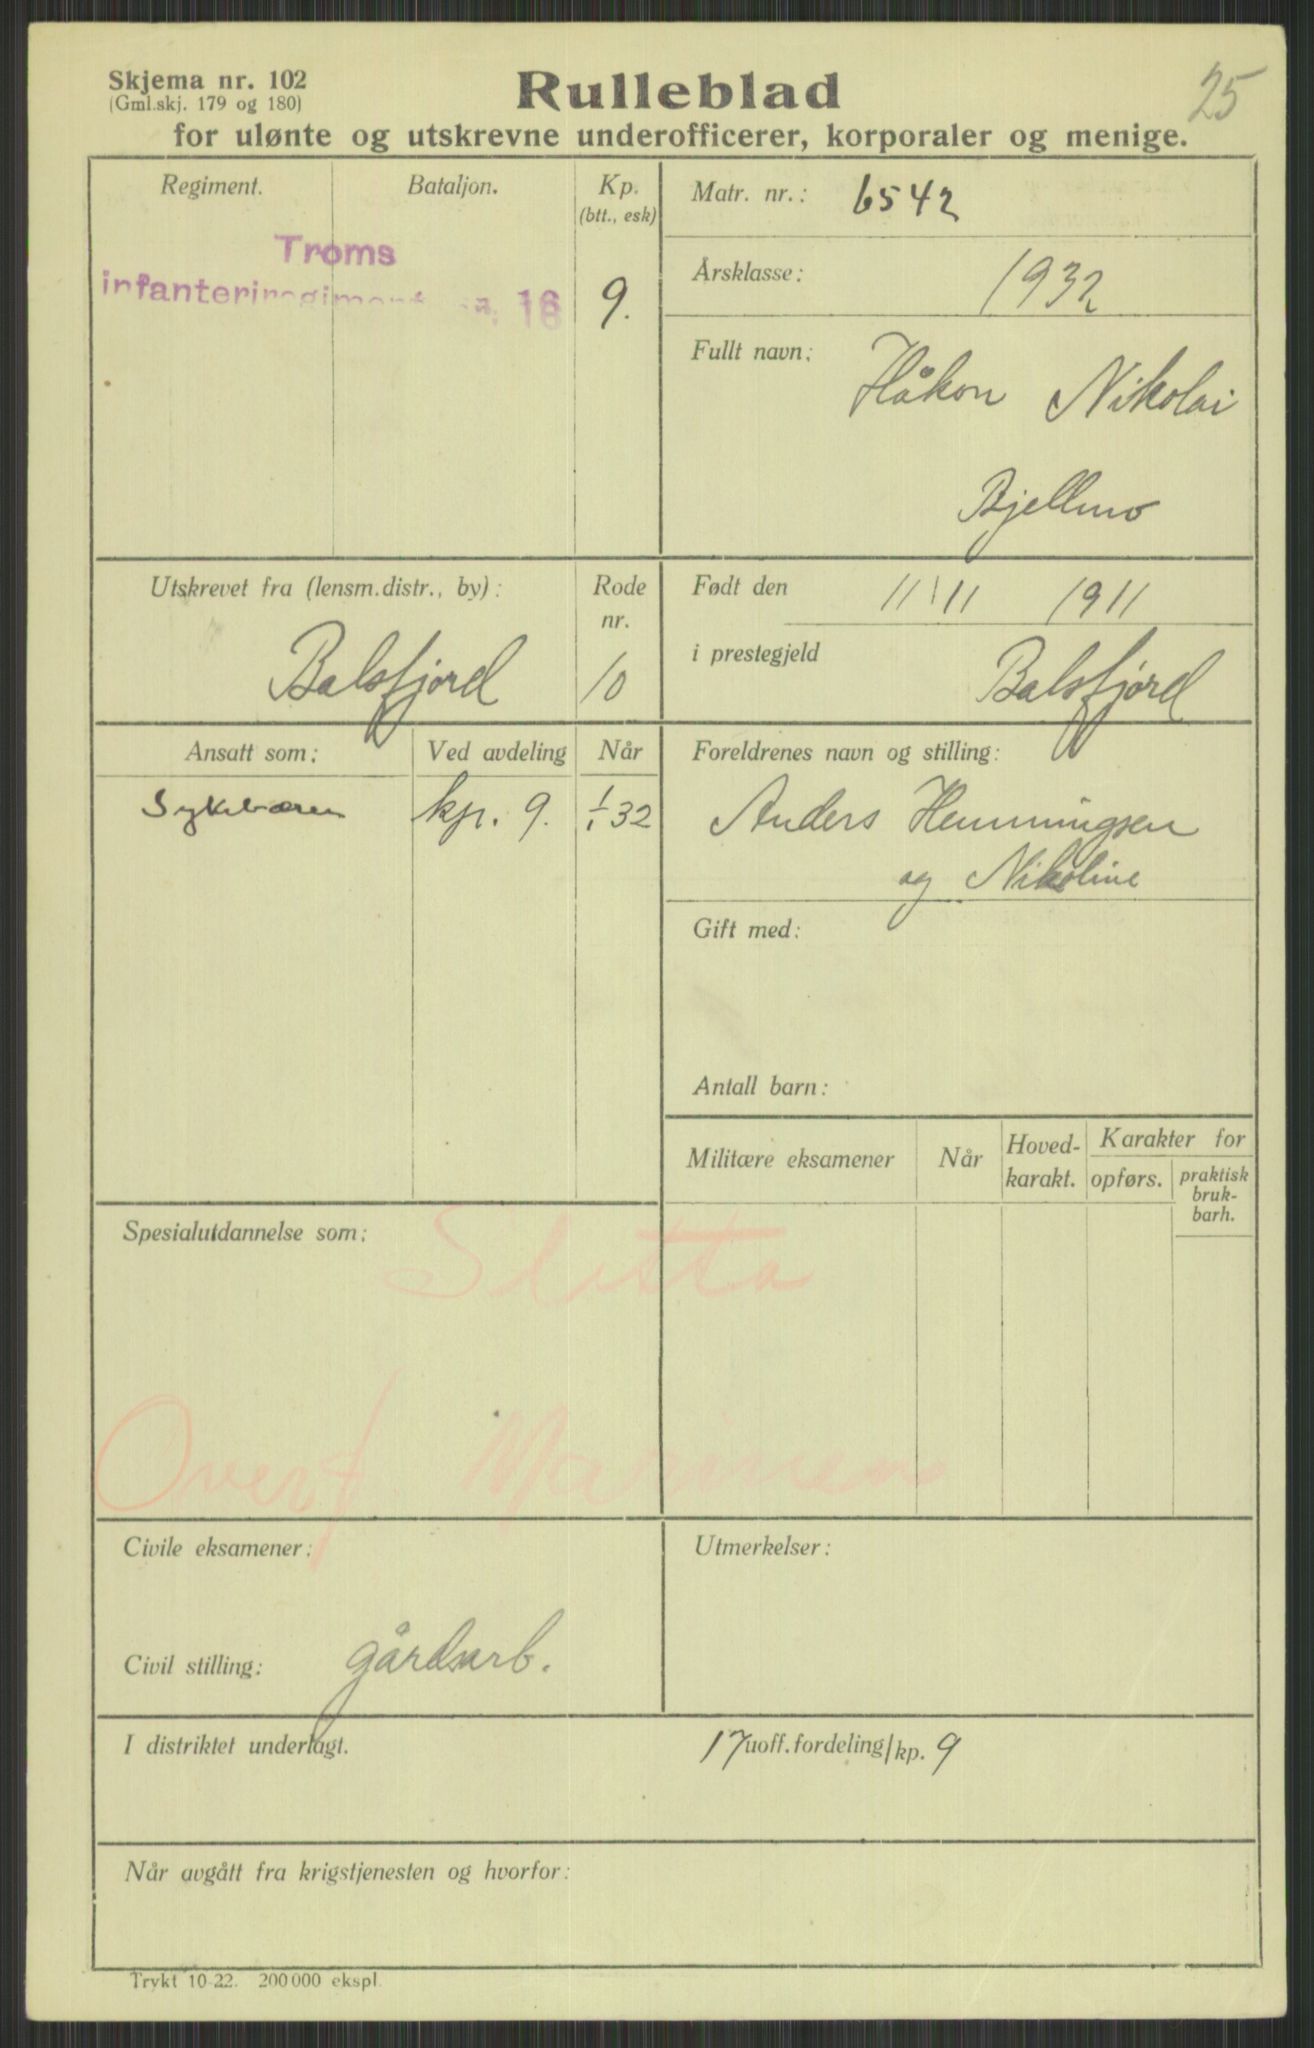 Skjema nr. 102
(Gml.skj. 179 og 180)
Rulleblad
25
for ulønte og utskrevne underofficerer, korporaler og menige.
Regiment.
Bataljon.
Kp.
(btt., esk)
Troms
infanteriregiment nr. 16
9.
Matr. nr.: 6542
Årsklasse: 1932
Fullt navn: Håkon Nikolai
Bjellmo
Utskrevet fra (lensm.distr., by):
Balsfjord
Rode
nr.
10
Født den 11/11 1911
i prestegjeld Balsfjord
Ansatt som:
Ved avdeling
Når
Sykebærer
kp. 9.
1/1 32
Foreldrenes navn og stilling:
Anders Hemmingsen
og Nikoline
Gift med:
Antall barn:
Militære eksamener
Når
Hoved-
karakt.
Karakter for
opførs.
praktisk
bruk-
barh.
Spesialutdannelse som:
Sletta
Overf. Marinen
Civile eksamener:
Civil stilling: gårdsarb.
Utmerkelser:
I distriktet underlagt.
17 uoff. fordeling/kp. 9
Når avgått fra krigstjenesten og hvorfor:
Trykt 10-22. 200 000 ekspl.